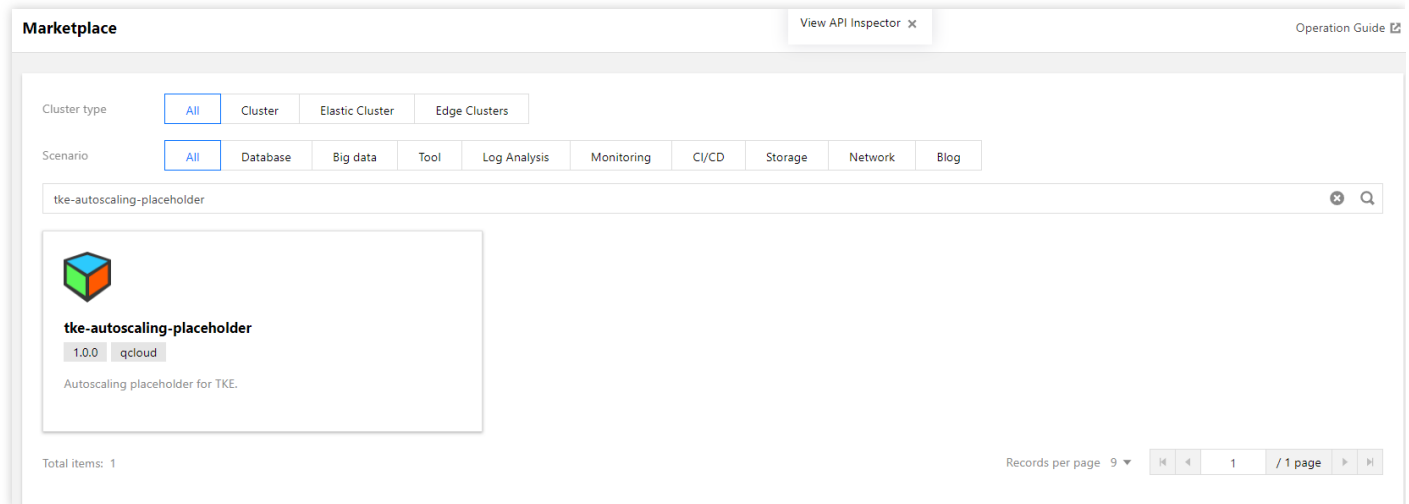 Marketplace
View API Inspector
Operation Guide
Cluster type All Cluster Elastic Cluster Edge Clusters
Scenario All Database Big data Tool Log Analysis Monitoring CI/CD Storage Network Blog
tke-autoscaling-placeholder
tke-autoscaling-placeholder
1.0.0 qcloud
Autoscaling placeholder for TKE.
Total items: 1 Records per page 9 1 / 1 page